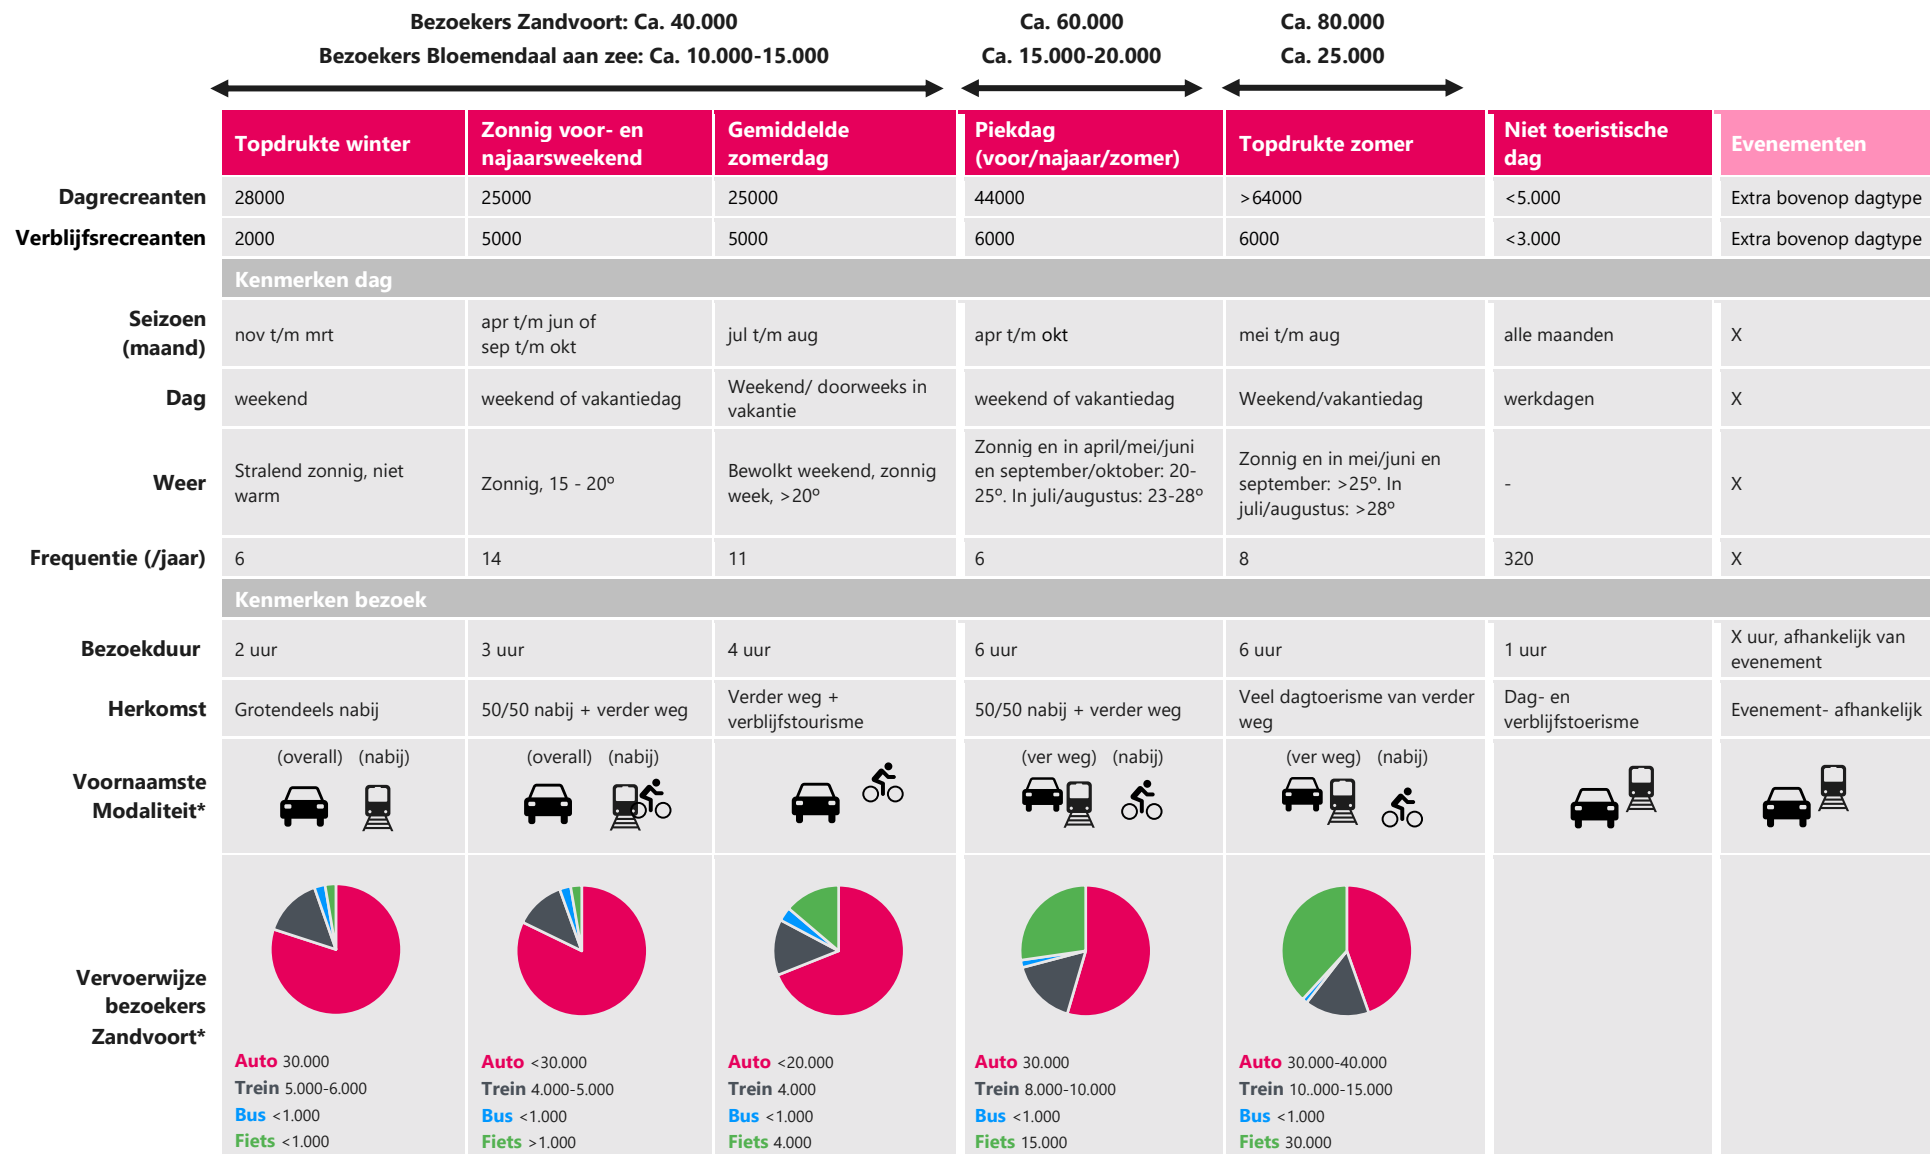 Bezoekers Zandvoort: Ca. 40.000
Ca. 60.000
Ca. 80.000
Bezoekers Bloemendaal aan zee: Ca. 10.000-15.000
Ca. 15.000-20.000
Ca. 25.000
Topdrukte winter
Zonnig voor- en
najaarsweekend
Gemiddelde
zomerdag
Piekdag
(voor/najaar/zomer)
Topdrukte zomer
Niet toeristische
dag
Evenementen
Dagrecreanten
28000
25000
25000
44000
>64000
<5.000
Extra bovenop dagtype
Verblijfsrecreanten
2000
5000
5000
6000
6000
<3.000
Extra bovenop dagtype
Kenmerken dag
Seizoen
(maand)
nov t/m mrt
apr t/m jun of
sep t/m okt
jul t/m aug
apr t/m okt
mei t/m aug
alle maanden
X
Dag
weekend
weekend of vakantiedag
Weekend/ doorweeks in
vakantie
weekend of vakantiedag
Weekend/vakantiedag
werkdagen
X
Weer
Stralend zonnig, niet
warm
Zonnig, 15 - 20º
Bewolkt weekend, zonnig
week, >20º
Zonnig en in april/mei/juni
en september/oktober: 20-
25º. In juli/augustus: 23-28º
Zonnig en in mei/juni en
september: >25º. In
juli/augustus: >28º
-
X
Frequentie (/jaar)
6
14
11
6
8
320
X
Kenmerken bezoek
Bezoekduur
2 uur
3 uur
4 uur
6 uur
6 uur
1 uur
X uur, afhankelijk van
evenement
Herkomst
Grotendeels nabij
50/50 nabij + verder weg
Verder weg +
verblijfstourisme
50/50 nabij + verder weg
Veel dagtoerisme van verder
weg
Dag- en
verblijfstoerisme
Evenement- afhankelijk
Voornaamste
Modaliteit*
(overall) (nabij)
(overall) (nabij)
(ver weg) (nabij)
(ver weg) (nabij)
Vervoerwijze
bezoekers
Zandvoort*
Auto 30.000
Trein 5.000-6.000
Bus <1.000
Fiets <1.000
Auto <30.000
Trein 4.000-5.000
Bus <1.000
Fiets >1.000
Auto <20.000
Trein 4.000
Bus <1.000
Fiets 4.000
Auto 30.000
Trein 8.000-10.000
Bus <1.000
Fiets 15.000
Auto 30.000-40.000
Trein 10..000-15.000
Bus <1.000
Fiets 30.000